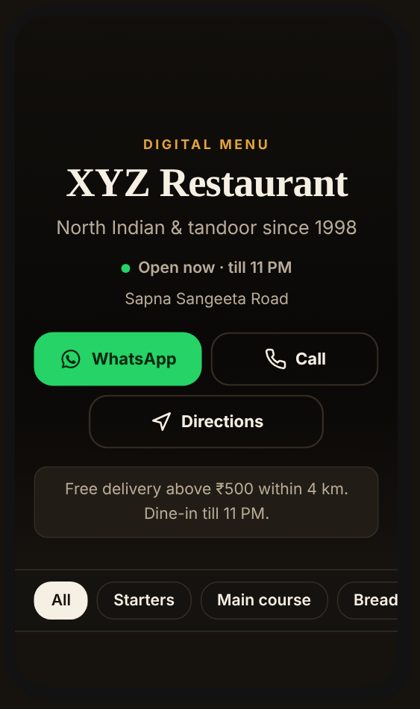 DIGITAL MENU
XYZ Restaurant
North Indian & tandoor since 1998
Open now · till 11 PM
Sapna Sangeeta Road
WhatsApp
Call
Directions
Free delivery above ₹500 within 4 km.
Dine-in till 11 PM.
All Starters Main course Bread